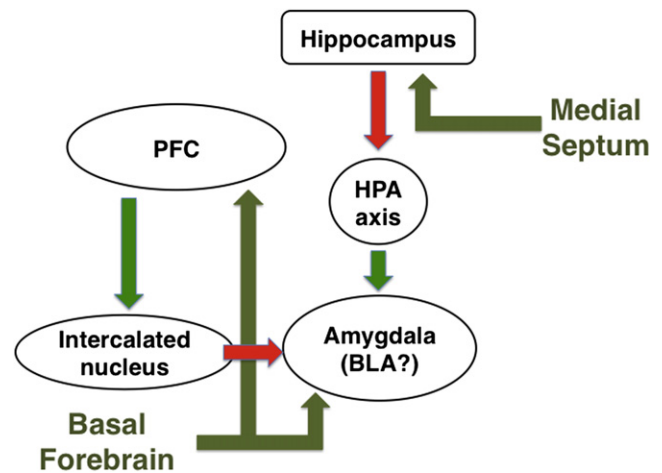 Hippocampus
Medial
Septum
PFC
HPA
axis
Intercalated
nucleus
Amygdala
(BLA?)
Basal
Forebrain